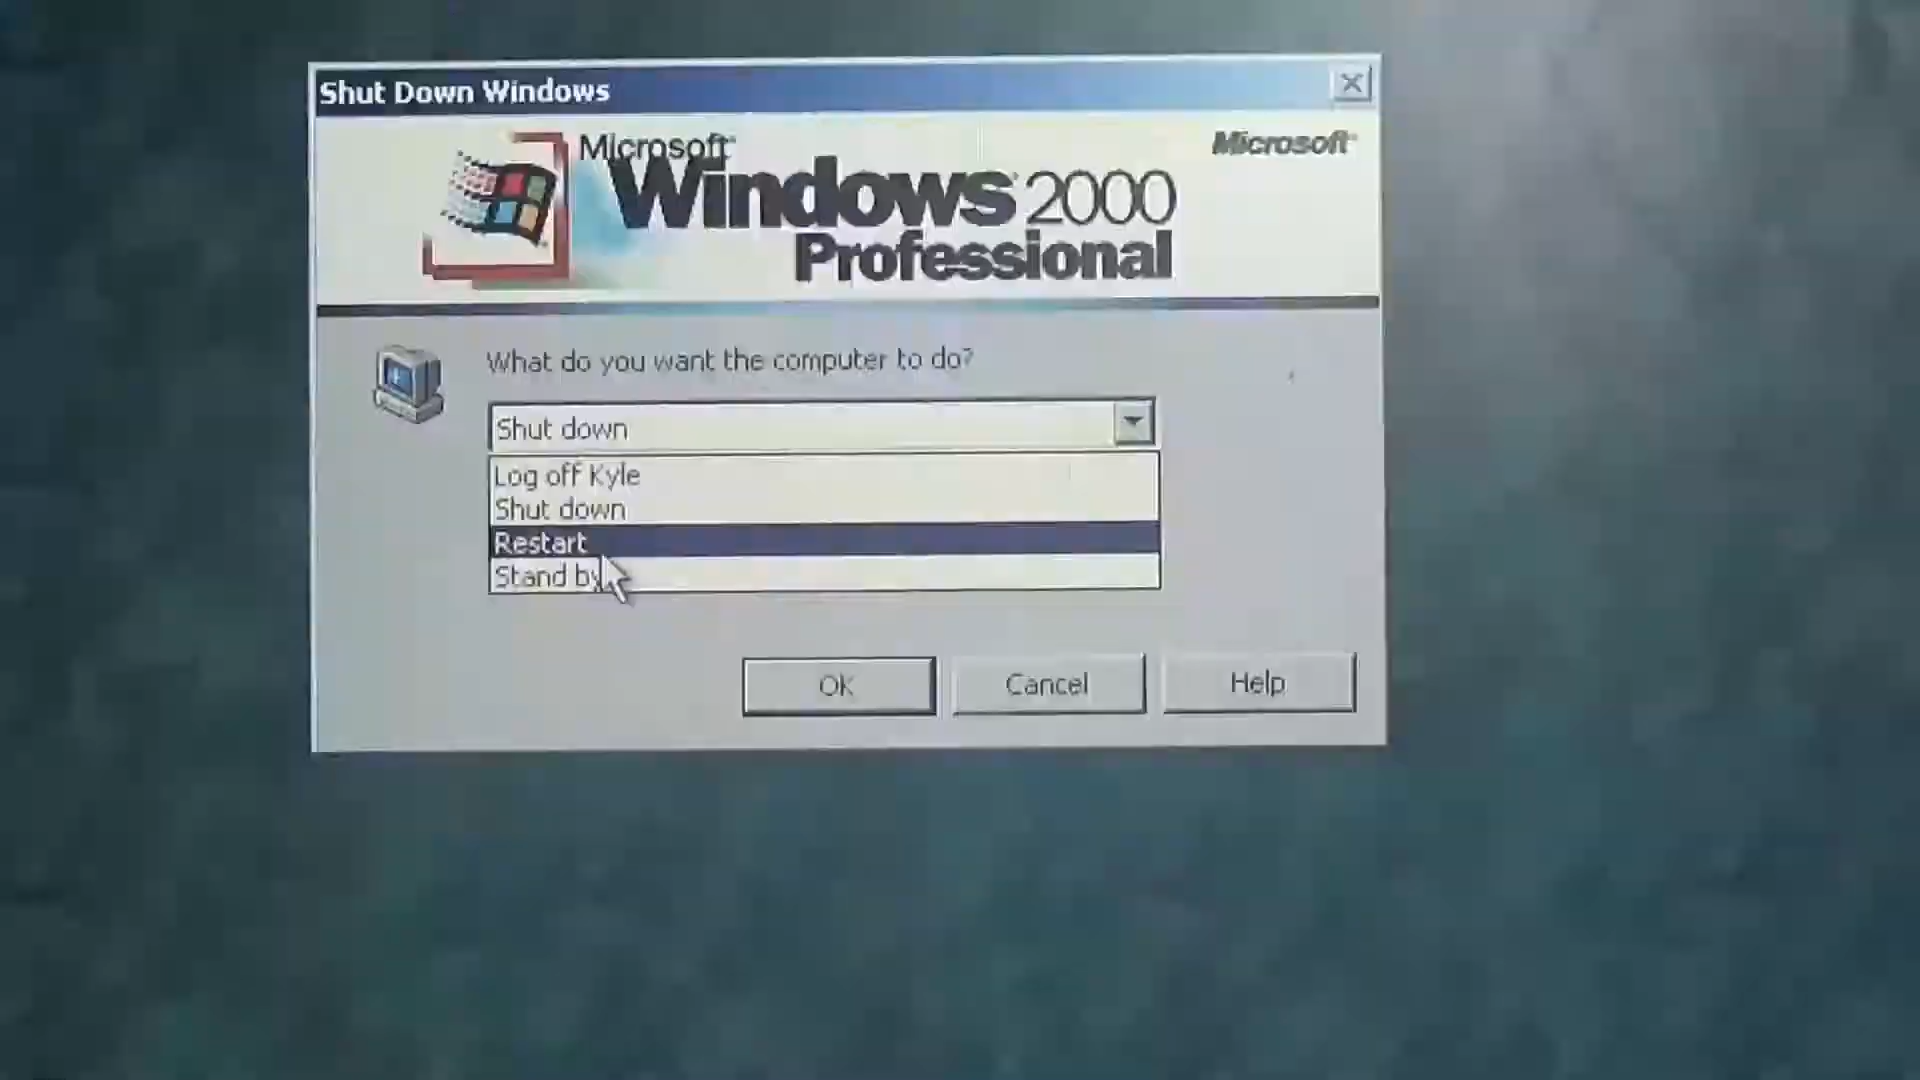 Shut Down Windows
Microsoft
Microsoft
Windows 2000
Professional
What do you want the computer to do?
Shut down
Log off Kyle
Shut down
Restart
Stand by
OK
Cancel
Help